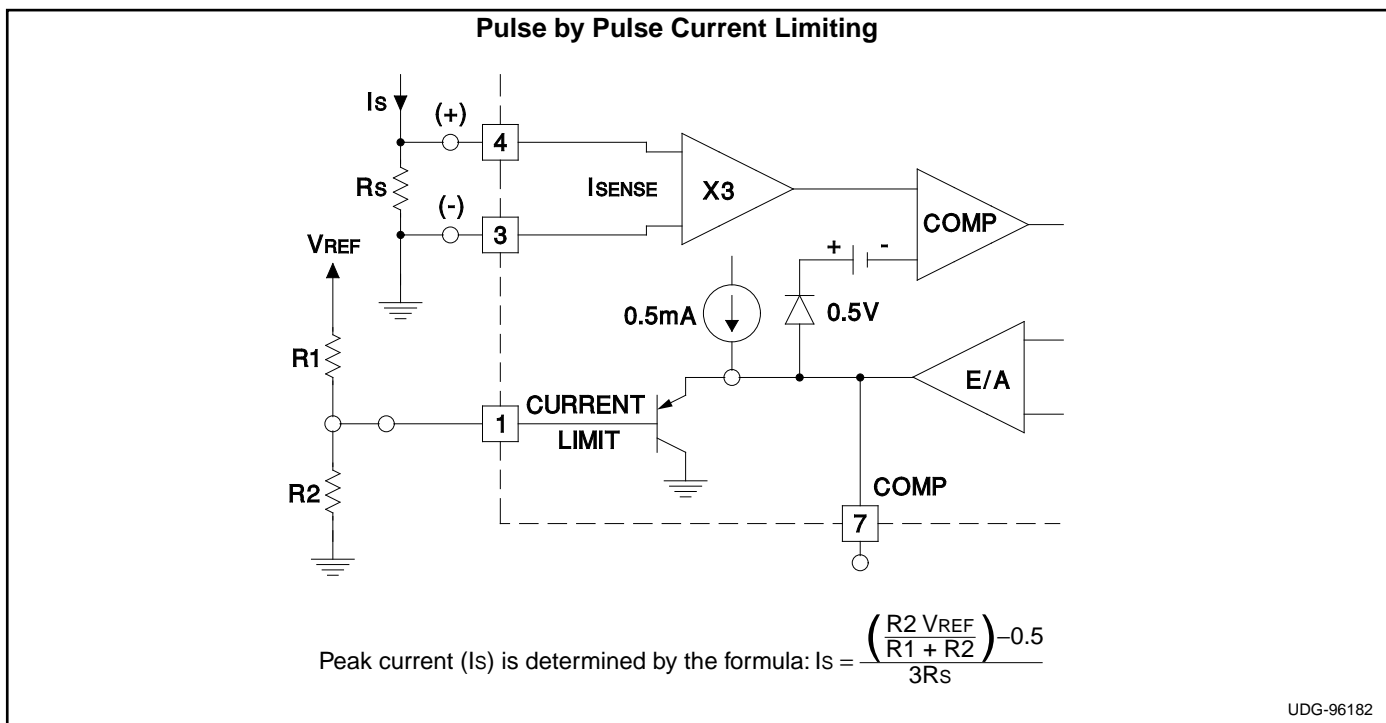 Pulse by Pulse Current Limiting
Is
(+)
4
Rs
ISENSE
X3
(-)
3
COMP
VREF
+ -
0.5mA
0.5V
R1
E/A
1
CURRENT
LIMIT
R2
COMP
7
Peak current (Is) is determined by the formula: Is = ((R2 VREF)/(R1 + R2))–0.5 / 3Rs
UDG-96182